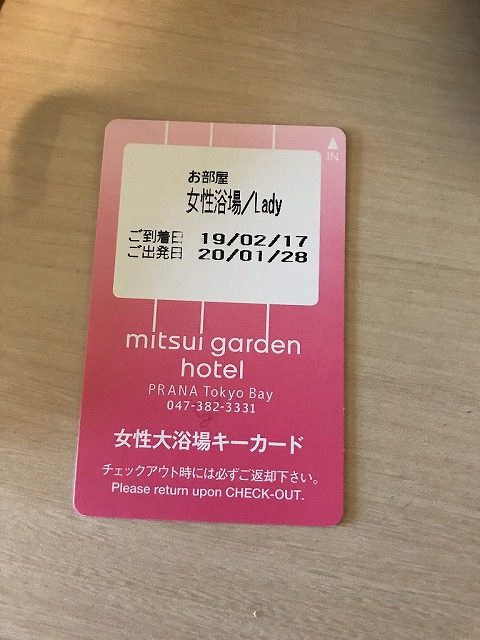 IN
お部屋
女性浴場/Lady
ご到着日 19/02/17
ご出発日 20/01/28
mitsui garden
hotel
PRANA Tokyo Bay
047-382-3331
女性大浴場キーカード
チェックアウト時には必ずご返却下さい。
Please return upon CHECK-OUT.